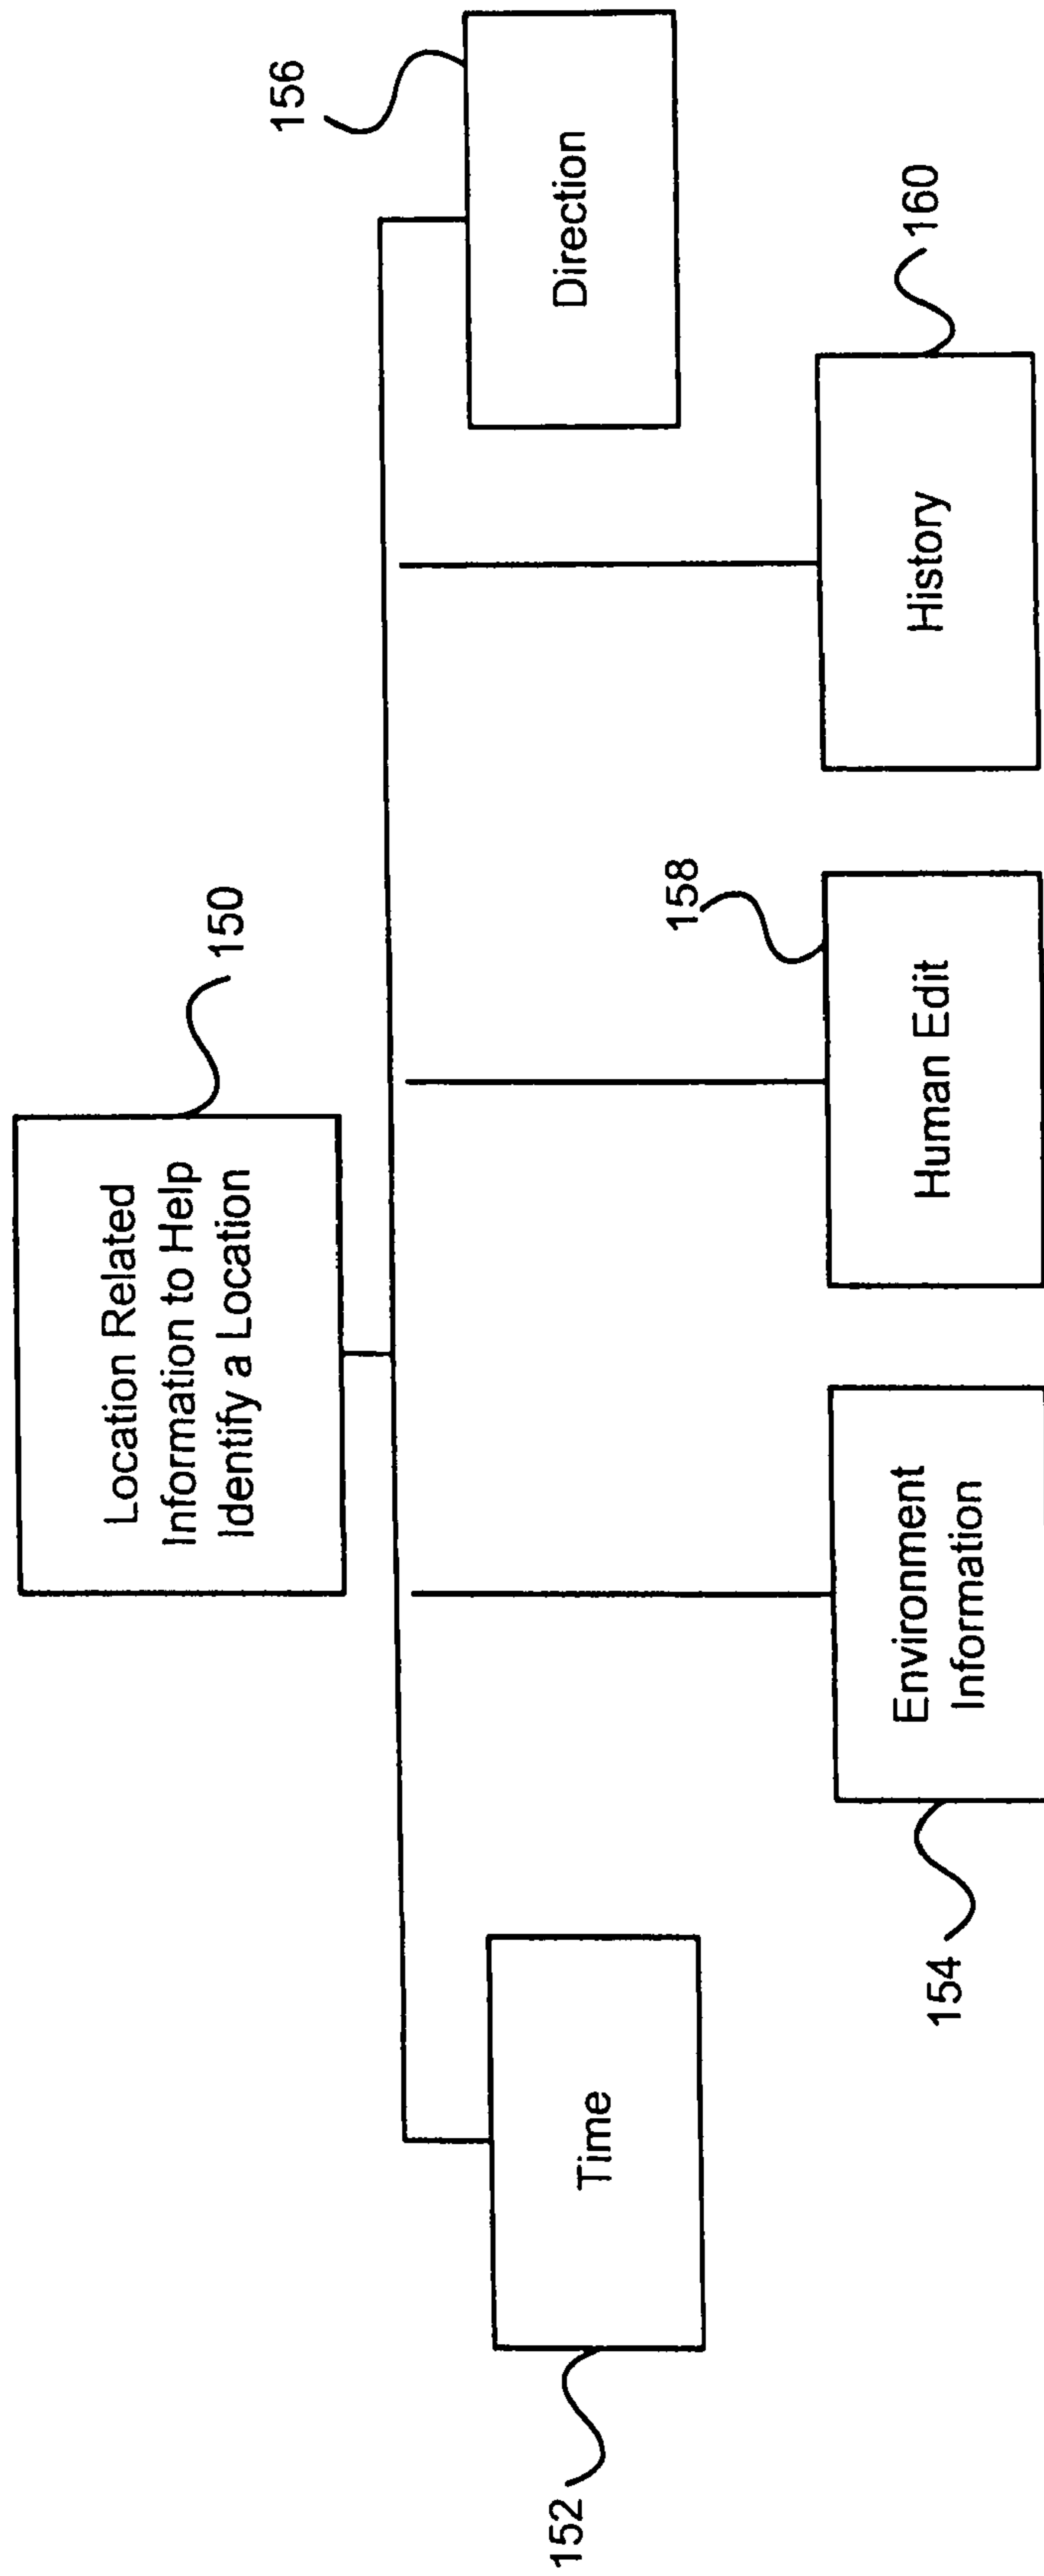 Location Related
Information to Help
Identify a Location
150
Time
152
Environment
Information
154
Human Edit
158
History
160
Direction
156